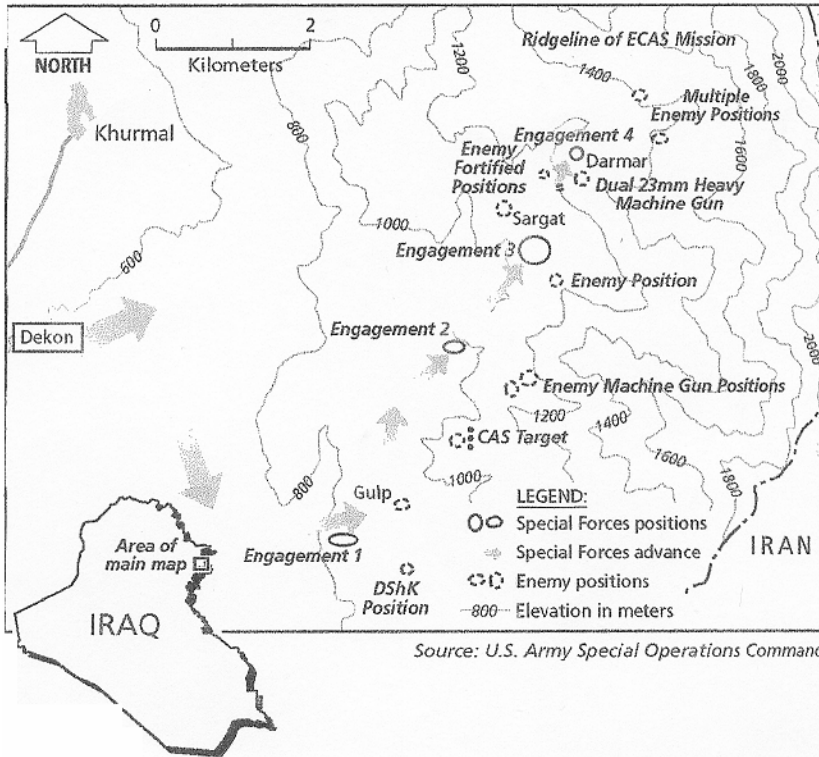 0 2
Kilometers
NORTH
Ridgeline of ECAS Mission
1200
1400
1800
2000
Khurmal
800
Multiple
Enemy Positions
Engagement 4
Enemy
Fortified
Positions
Darmar
1600
Dual 23mm Heavy
Machine Gun
1000
Sargat
Engagement 3
600
Enemy Position
Dekon
Engagement 2
2000
Enemy Machine Gun Positions
1200
1400
CAS Target
1600
800
1000
1800
Gulp
LEGEND:
Special Forces positions
Engagement 1
Special Forces advance
IRAN
Area of
main map
DShK
Position
Enemy positions
800 Elevation in meters
IRAQ
Source: U.S. Army Special Operations Command